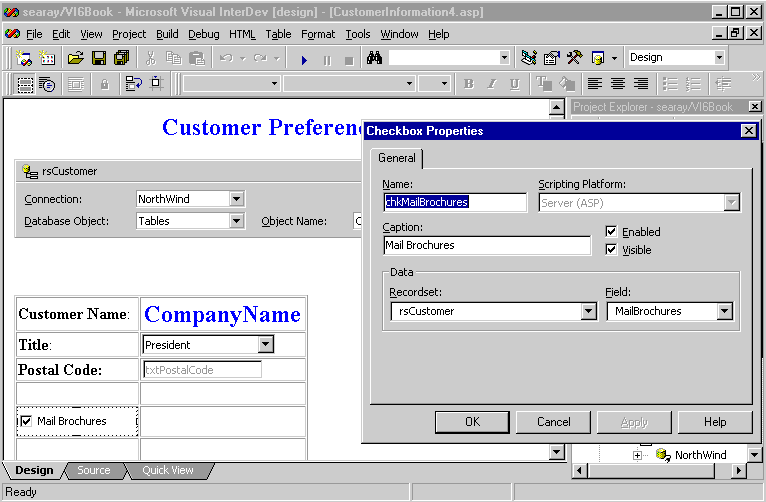 searay/VI6Book - Microsoft Visual InterDev [design] - [CustomerInformation4.asp]
File Edit View Project Build Debug HTML Table Format Tools Window Help
Design
B I U
Project Explorer - searay/VI6Book
Customer Preferen
rsCustomer
Connection: NorthWind
Database Object: Tables Object Name: C
Customer Name: CompanyName
Title: President
Postal Code: txtPostalCode
Mail Brochures
Checkbox Properties
General
Name: Scripting Platform:
chkMailBrochures Server (ASP)
Caption: Enabled
Mail Brochures Visible
Data
Recordset: Field:
rsCustomer MailBrochures
OK Cancel Apply Help
NorthWind
Design Source Quick View
Ready